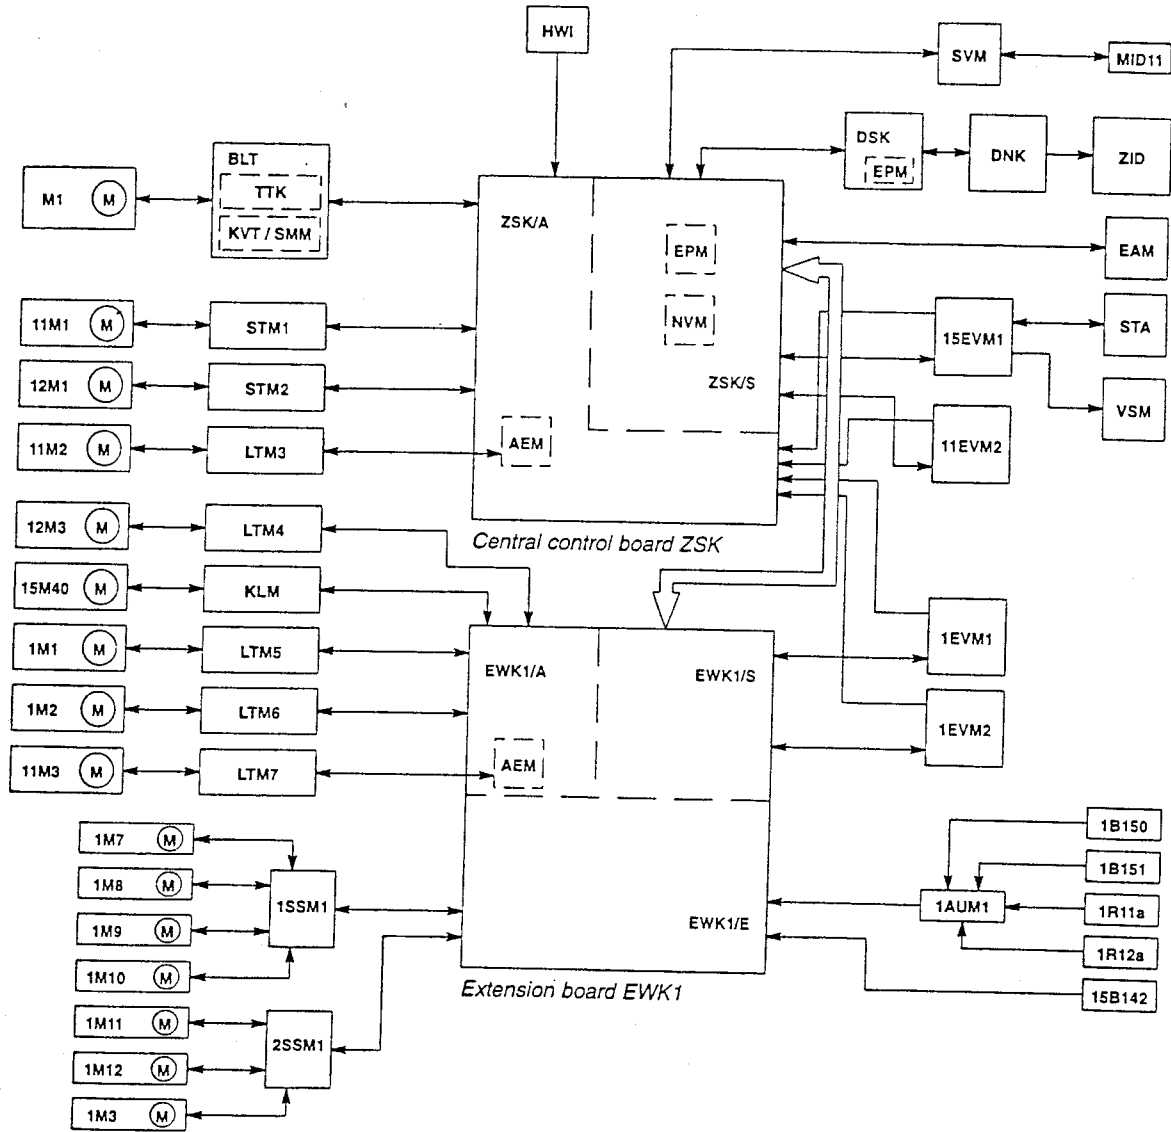 HWI
SVM
MID11
DSK
EPM
DNK
ZID
M1
M
BLT
TTK
KVT / SMM
ZSK/A
EPM
NVM
ZSK/S
AEM
EAM
11M1
M
STM1
15EVM1
STA
12M1
M
STM2
VSM
11M2
M
LTM3
11EVM2
12M3
M
LTM4
Central control board ZSK
15M40
M
KLM
1M1
M
LTM5
EWK1/A
EWK1/S
1EVM1
1M2
M
LTM6
1EVM2
11M3
M
LTM7
AEM
1M7
M
1M8
M
1SSM1
1M9
M
1M10
M
EWK1/E
1AUM1
1B150
1B151
1R11a
1R12a
15B142
Extension board EWK1
1M11
M
2SSM1
1M12
M
1M3
M